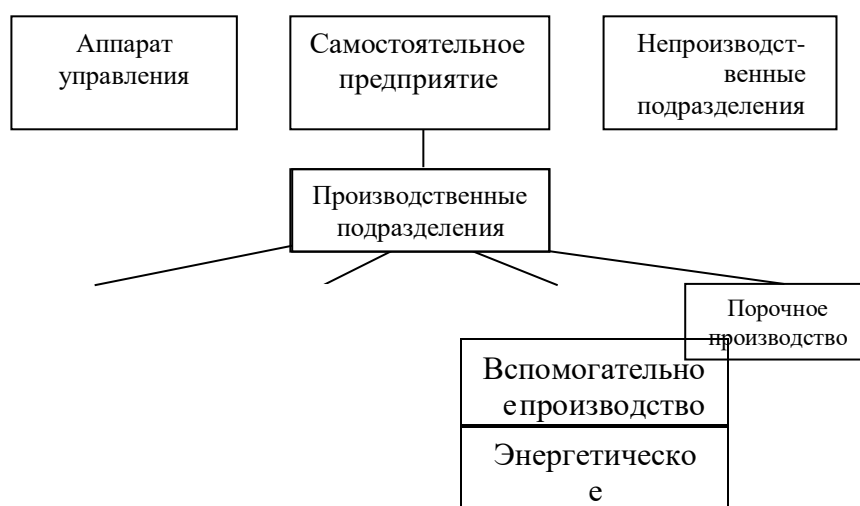 Аппарат
управления
Самостоятельное
предприятие
Непроизводст-
венные
подразделения
Производственные
подразделения
Порочное
производство
Вспомогательно
епроизводство
Энергетическо
е